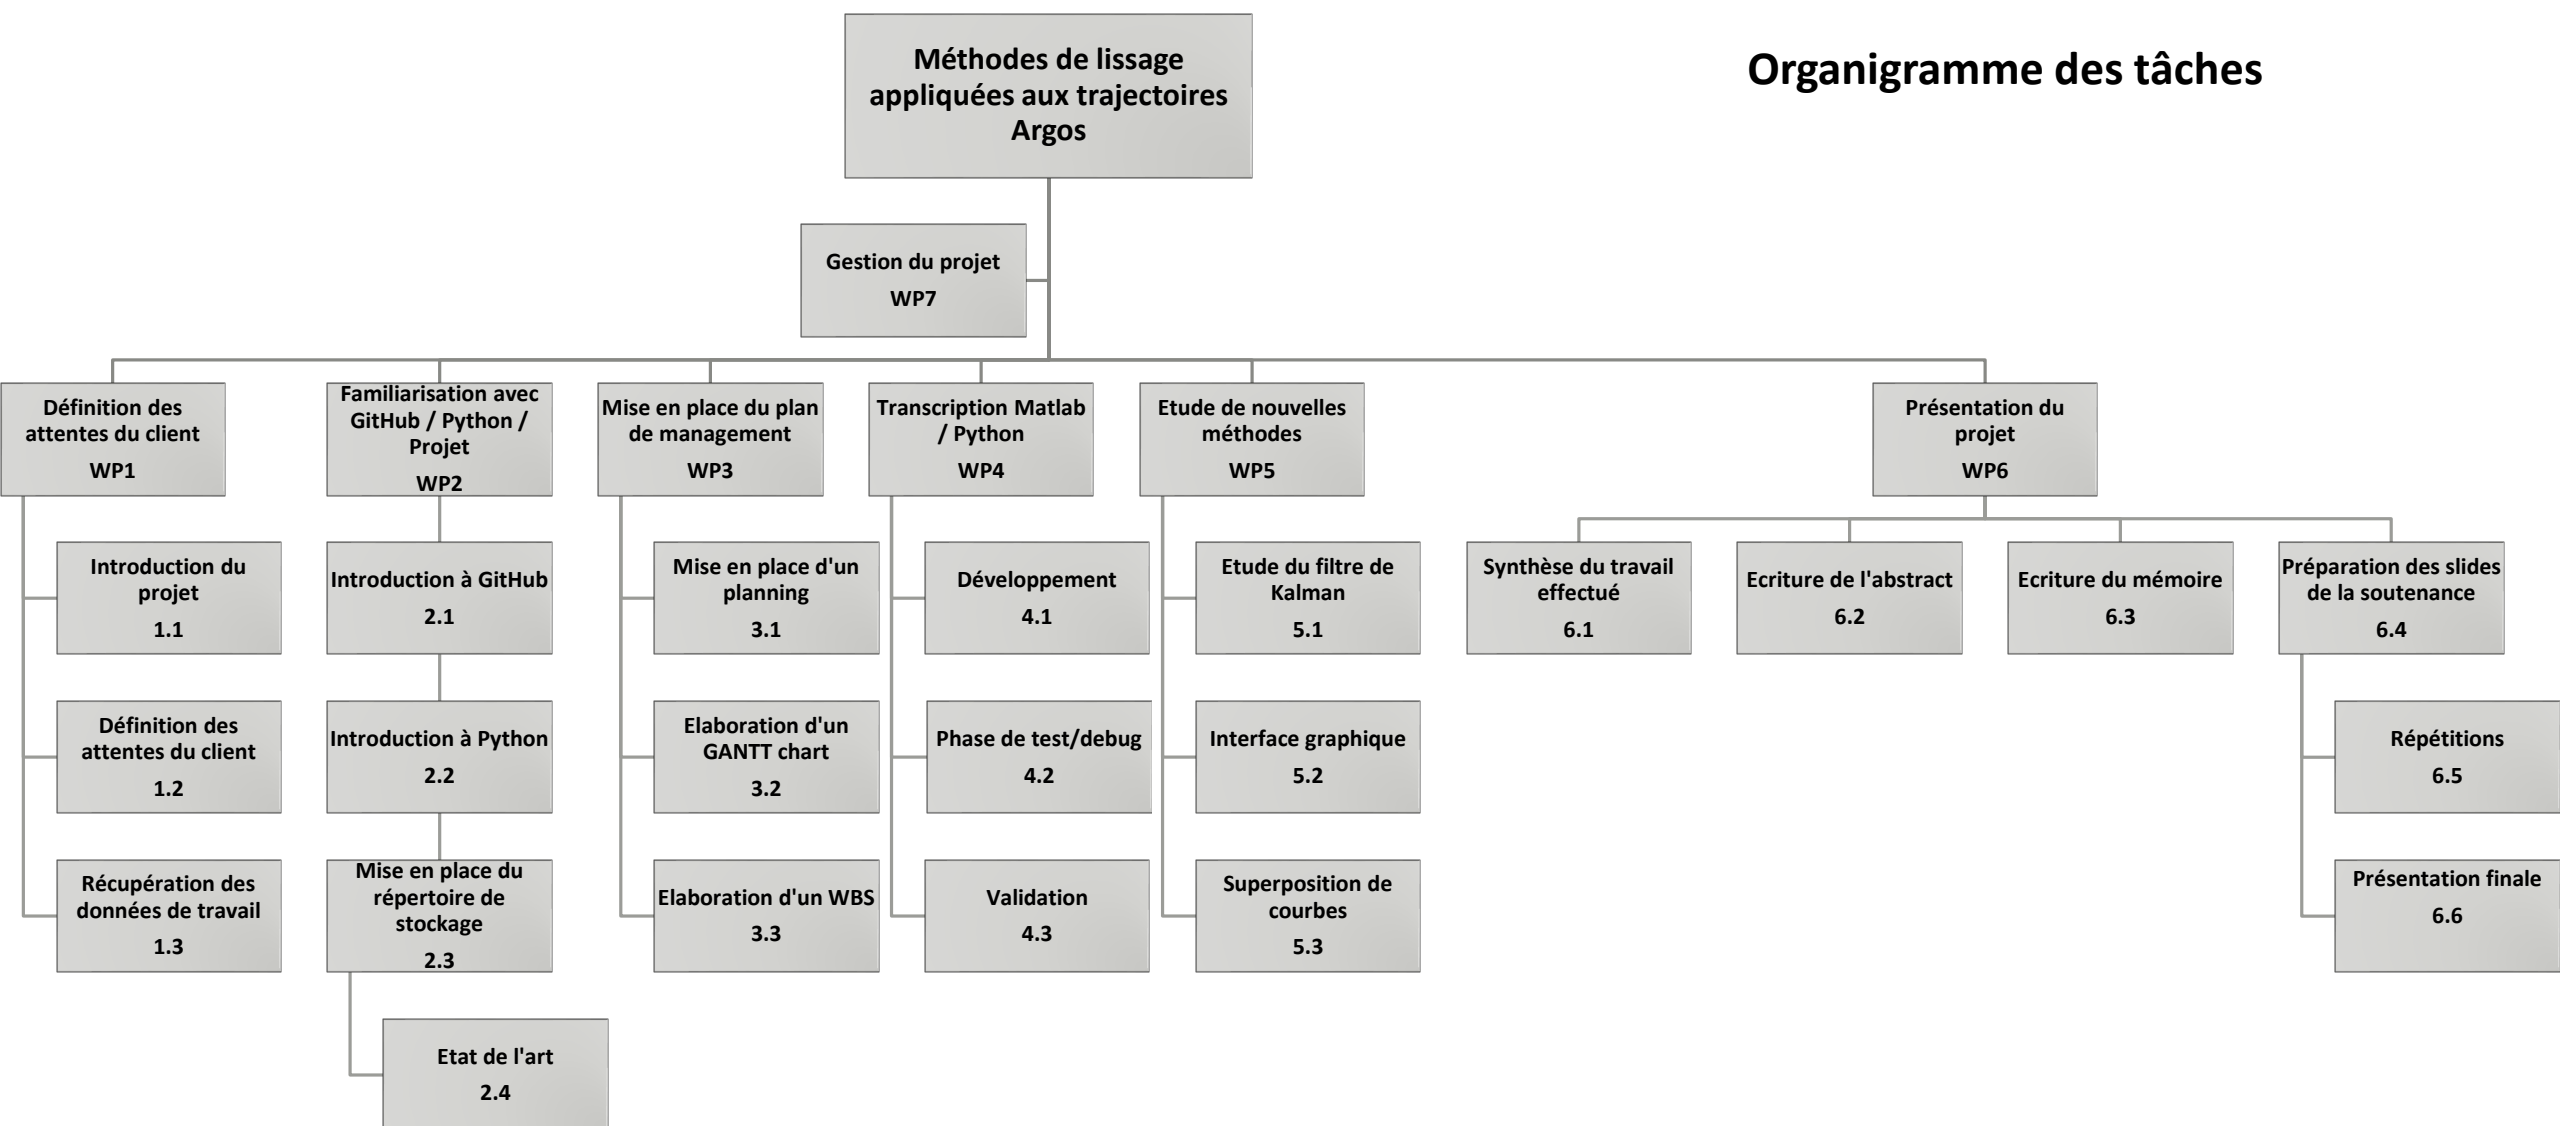 Organigramme des tâches
Méthodes de lissage
appliquées aux trajectoires
Argos
Gestion du projet
WP7
Définition des
attentes du client
WP1
Familiarisation avec
GitHub / Python /
Projet
WP2
Mise en place du plan
de management
WP3
Transcription Matlab
/ Python
WP4
Etude de nouvelles
méthodes
WP5
Présentation du
projet
WP6
Introduction du
projet
1.1
Définition des
attentes du client
1.2
Récupération des
données de travail
1.3
Introduction à GitHub
2.1
Introduction à Python
2.2
Mise en place du
répertoire de
stockage
2.3
Etat de l'art
2.4
Mise en place d'un
planning
3.1
Elaboration d'un
GANTT chart
3.2
Elaboration d'un WBS
3.3
Développement
4.1
Phase de test/debug
4.2
Validation
4.3
Etude du filtre de
Kalman
5.1
Interface graphique
5.2
Superposition de
courbes
5.3
Synthèse du travail
effectué
6.1
Ecriture de l'abstract
6.2
Ecriture du mémoire
6.3
Préparation des slides
de la soutenance
6.4
Répétitions
6.5
Présentation finale
6.6